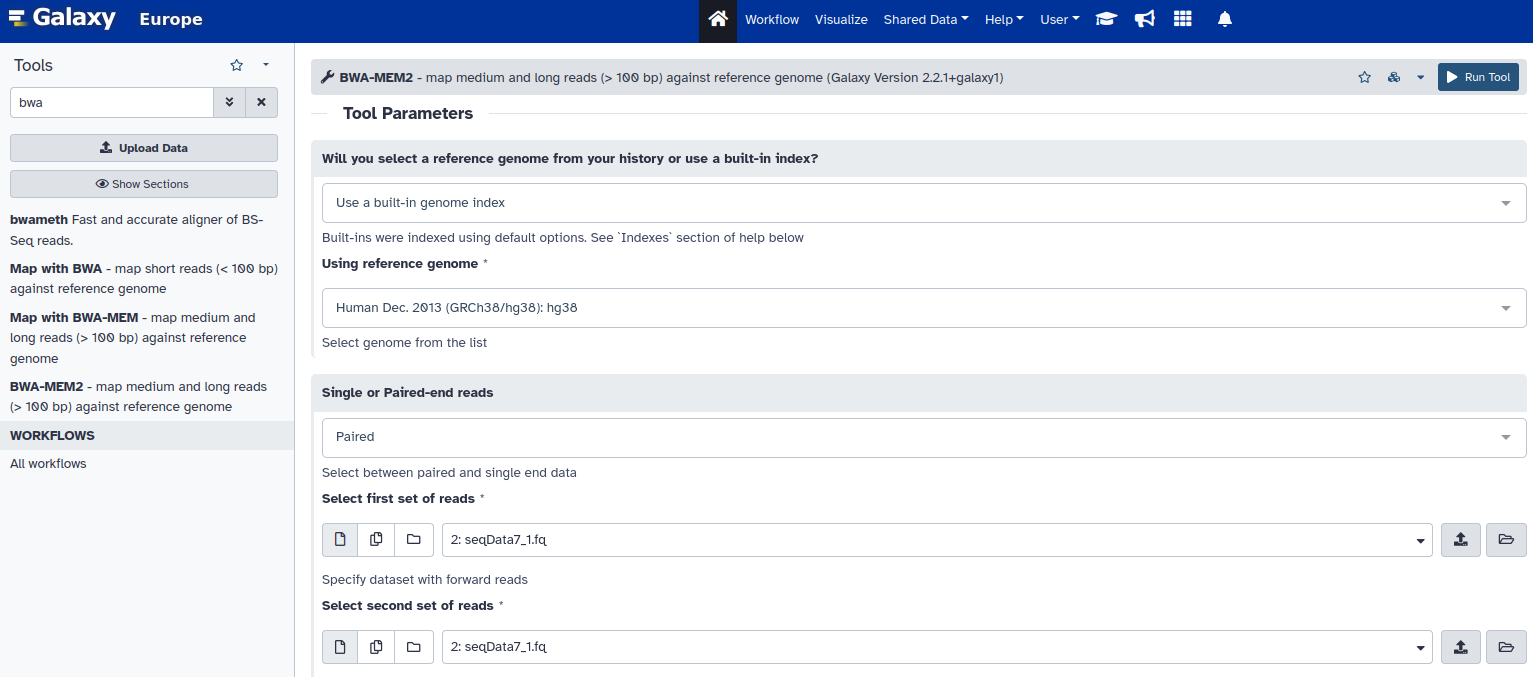 Galaxy Europe
Workflow Visualize Shared Data Help User
Tools
bwa
Upload Data
Show Sections
bwameth Fast and accurate aligner of BS-
Seq reads.
Map with BWA - map short reads (< 100 bp)
against reference genome
Map with BWA-MEM - map medium and
long reads (> 100 bp) against reference
genome
BWA-MEM2 - map medium and long reads
(> 100 bp) against reference genome
WORKFLOWS
All workflows
BWA-MEM2 - map medium and long reads (> 100 bp) against reference genome (Galaxy Version 2.2.1+galaxy1)
Run Tool
Tool Parameters
Will you select a reference genome from your history or use a built-in index?
Use a built-in genome index
Built-ins were indexed using default options. See `Indexes` section of help below
Using reference genome *
Human Dec. 2013 (GRCh38/hg38): hg38
Select genome from the list
Single or Paired-end reads
Paired
Select between paired and single end data
Select first set of reads *
2: seqData7_1.fq
Specify dataset with forward reads
Select second set of reads *
2: seqData7_1.fq